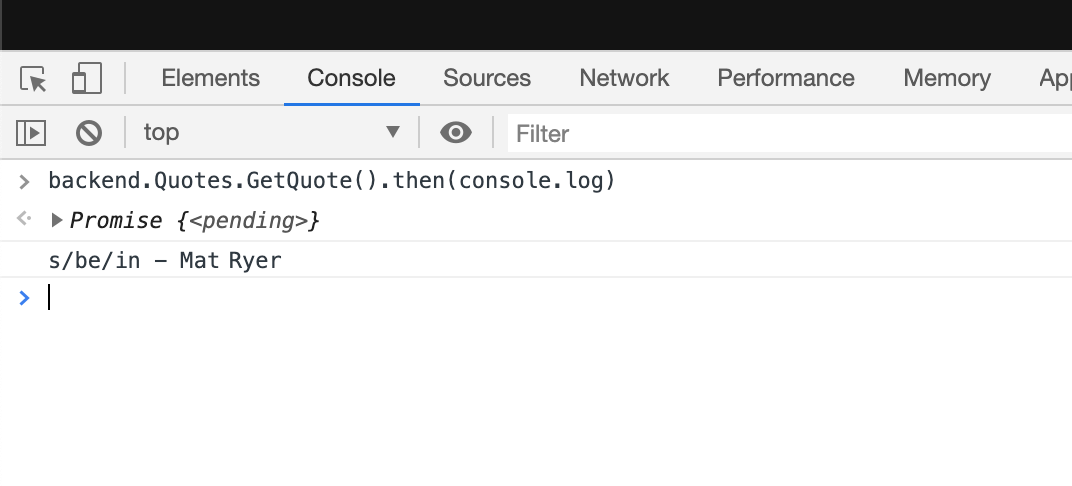 Elements Console Sources Network Performance Memory App
top Filter
backend.Quotes.GetQuote().then(console.log)
Promise {<pending>}
s/be/in – Mat Ryer